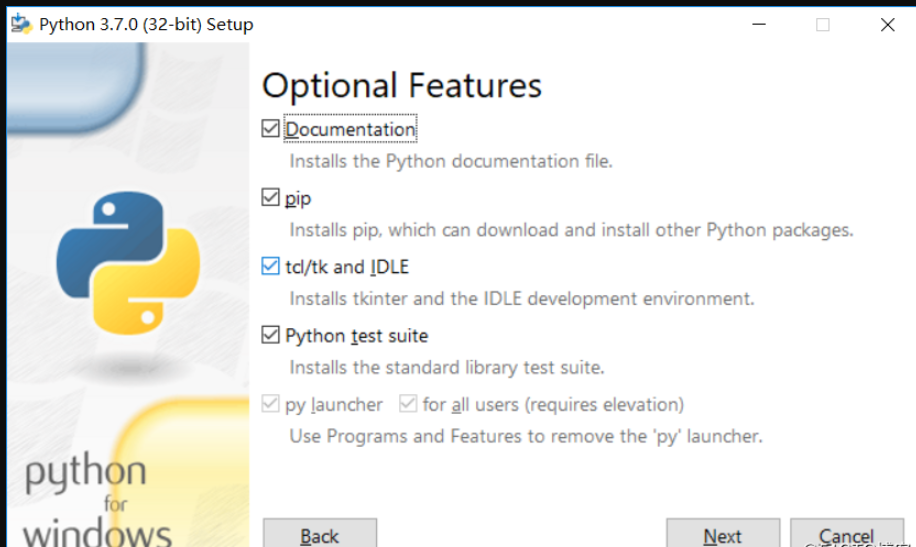 Python 3.7.0 (32-bit) Setup
Optional Features
Documentation
Installs the Python documentation file.
pip
Installs pip, which can download and install other Python packages.
tcl/tk and IDLE
Installs tkinter and the IDLE development environment.
Python test suite
Installs the standard library test suite.
py launcher for all users (requires elevation)
Use Programs and Features to remove the 'py' launcher.
python
for
windows
Back Next Cancel